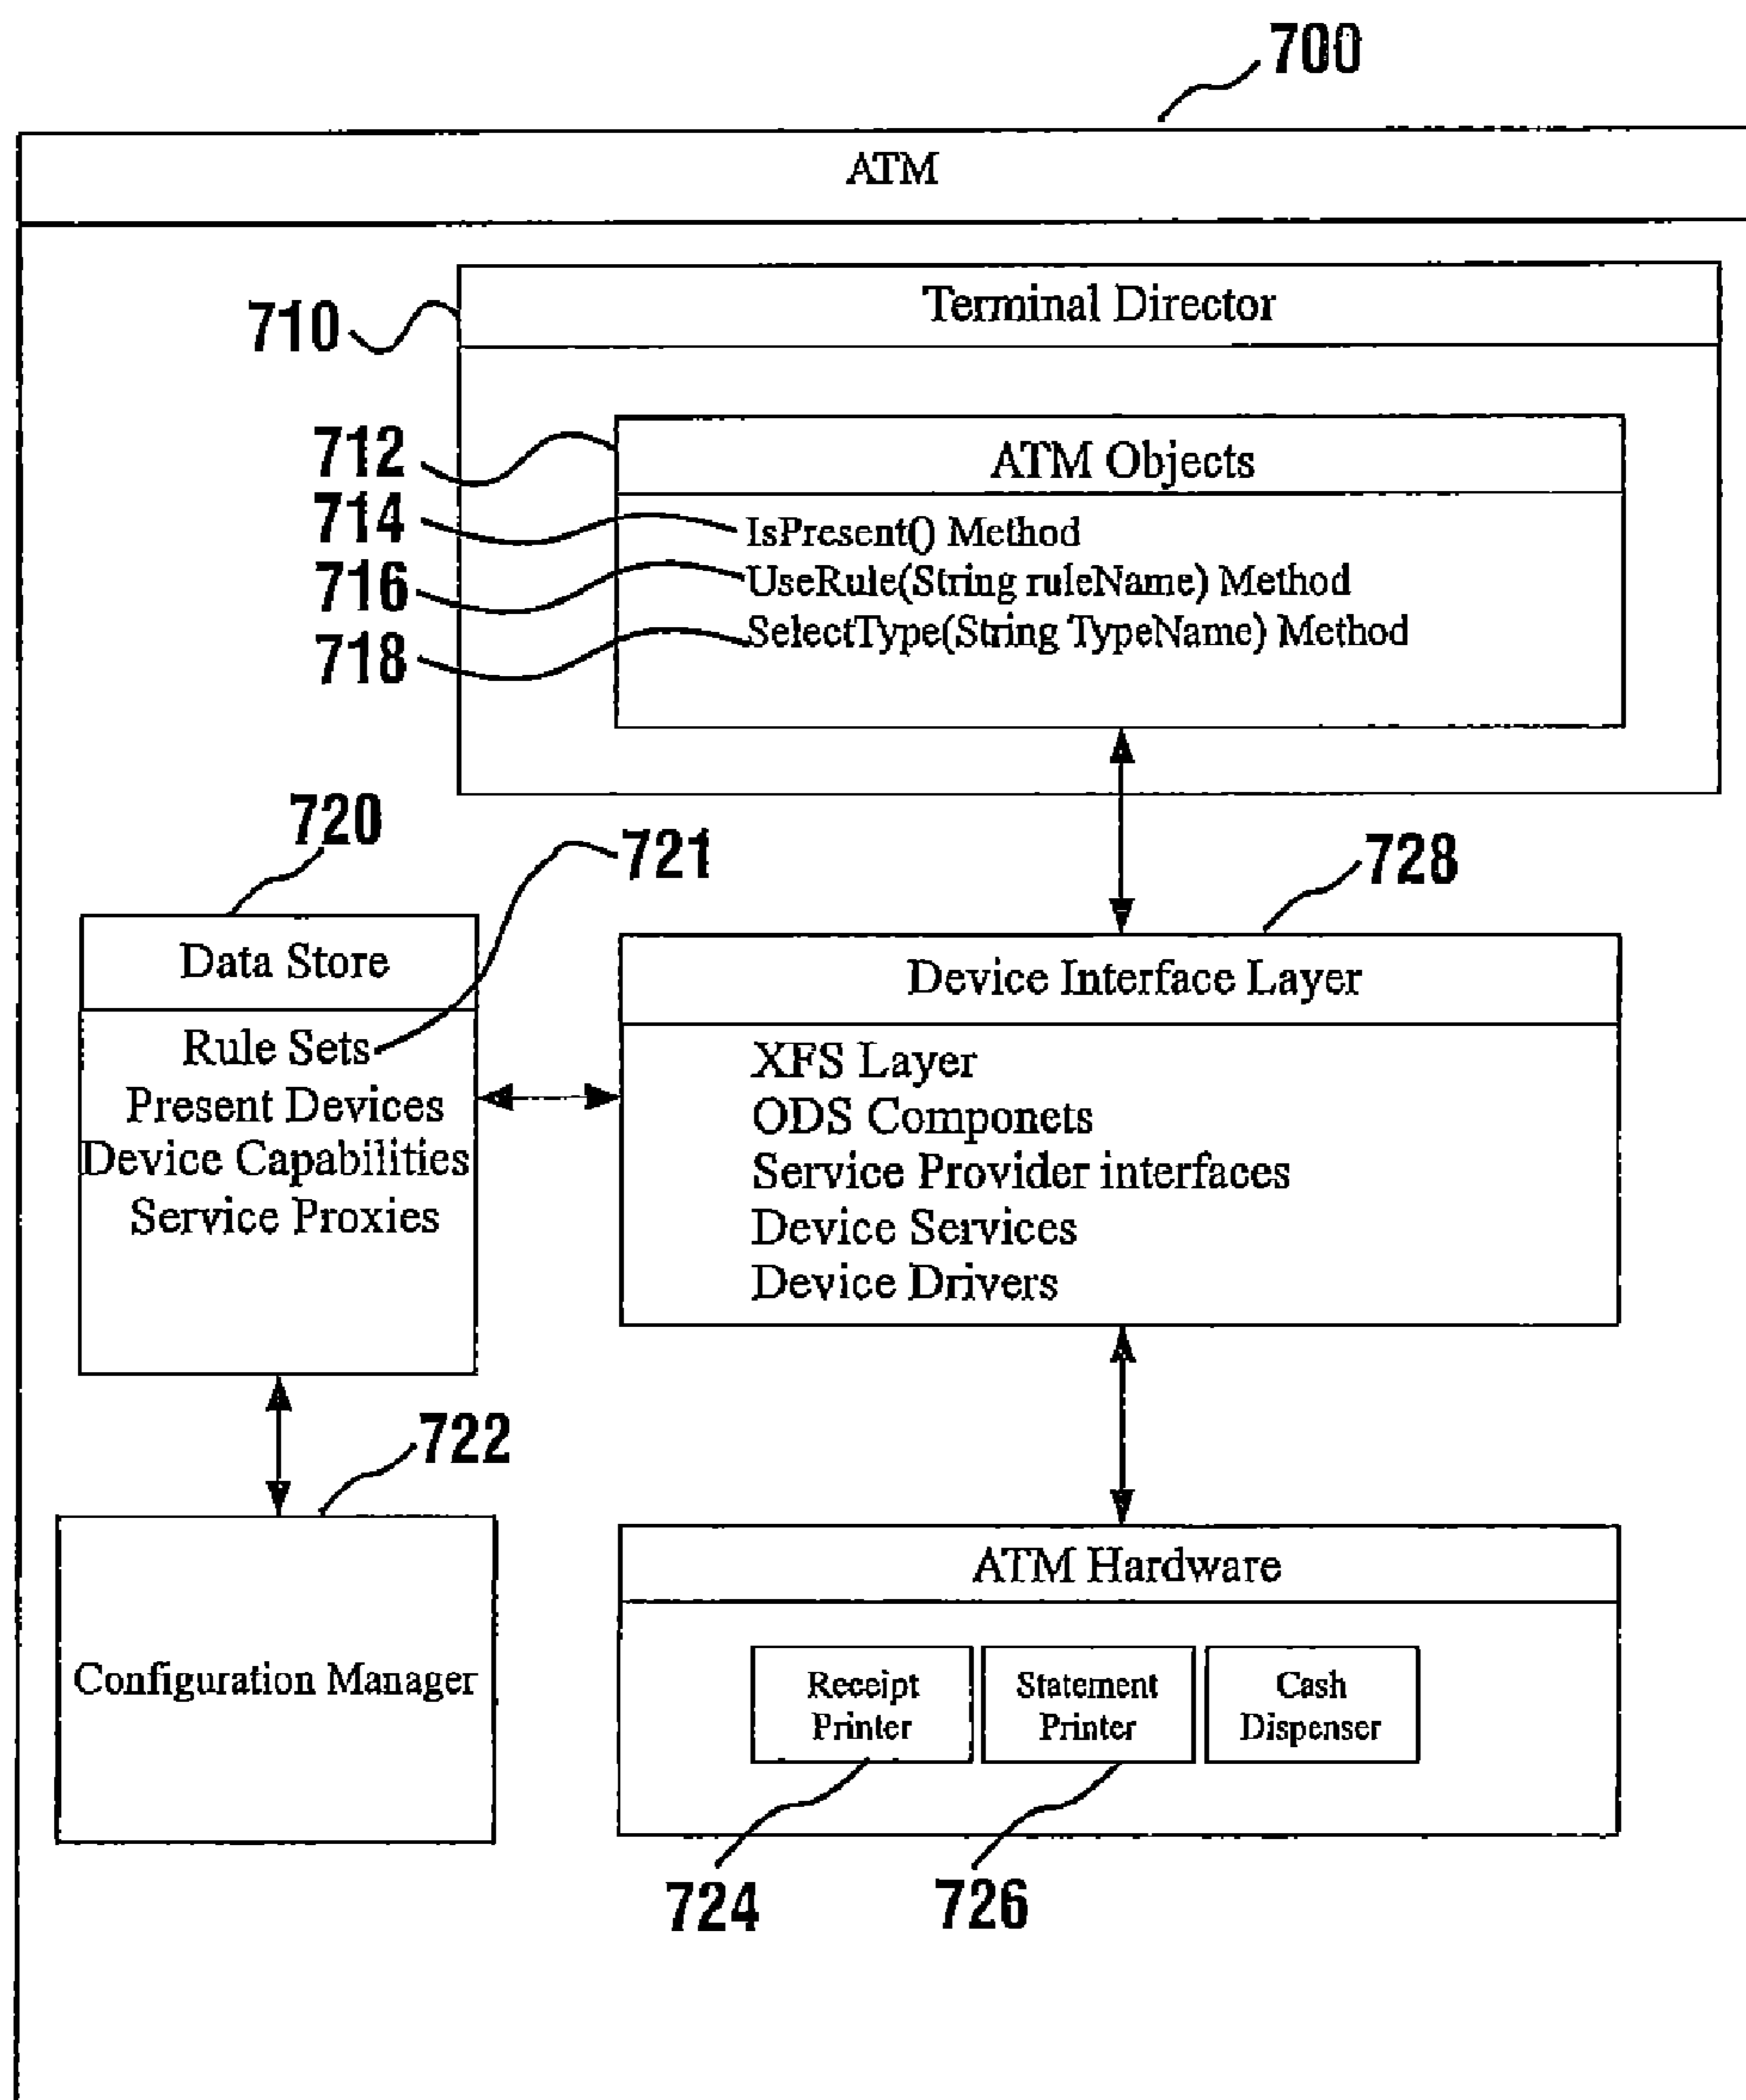 700
ATM
Terminal Director
710
712
ATM Objects
714
IsPresent() Method
716
UseRule(String ruleName) Method
718
SelectType(String TypeName) Method
720
721
728
Data Store
Rule Sets
Present Devices
Device Capabilities
Service Proxies
Device Interface Layer
XFS Layer
ODS Componets
Service Provider interfaces
Device Services
Device Drivers
722
Configuration Manager
ATM Hardware
Receipt
Printer
Statement
Printer
Cash
Dispenser
724
726